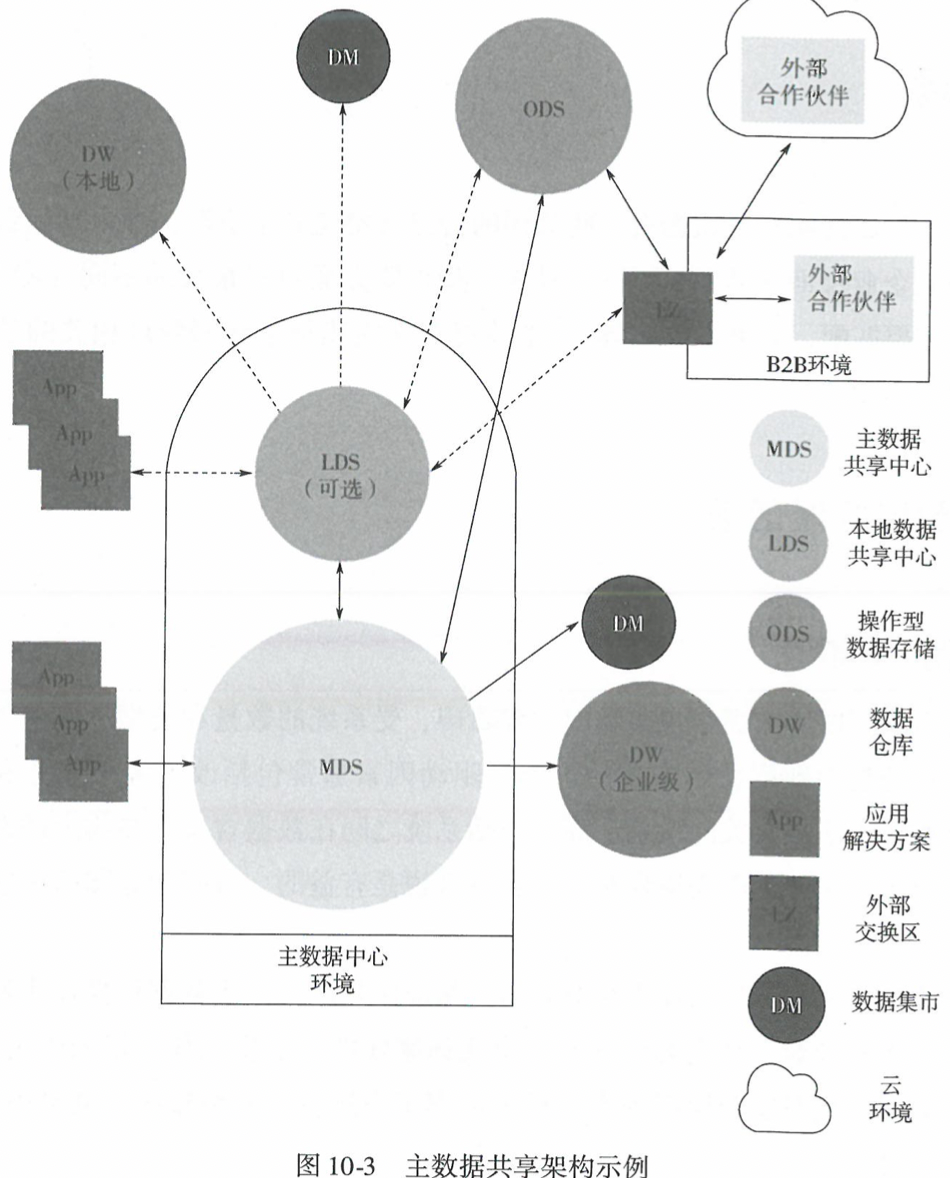 DM
ODS
外部
合作伙伴
DW
(本地)
EZ
外部
合作伙伴
B2B环境
App
App
App
LDS
(可选)
MDS
主数据
共享中心
LDS
本地数据
共享中心
DM
ODS
操作型
数据存储
App
App
App
MDS
DW
(企业级)
DW
数据
仓库
App
应用
解决方案
EZ
外部
交换区
主数据中心
环境
DM
数据集市
云
环境
图 10-3 主数据共享架构示例